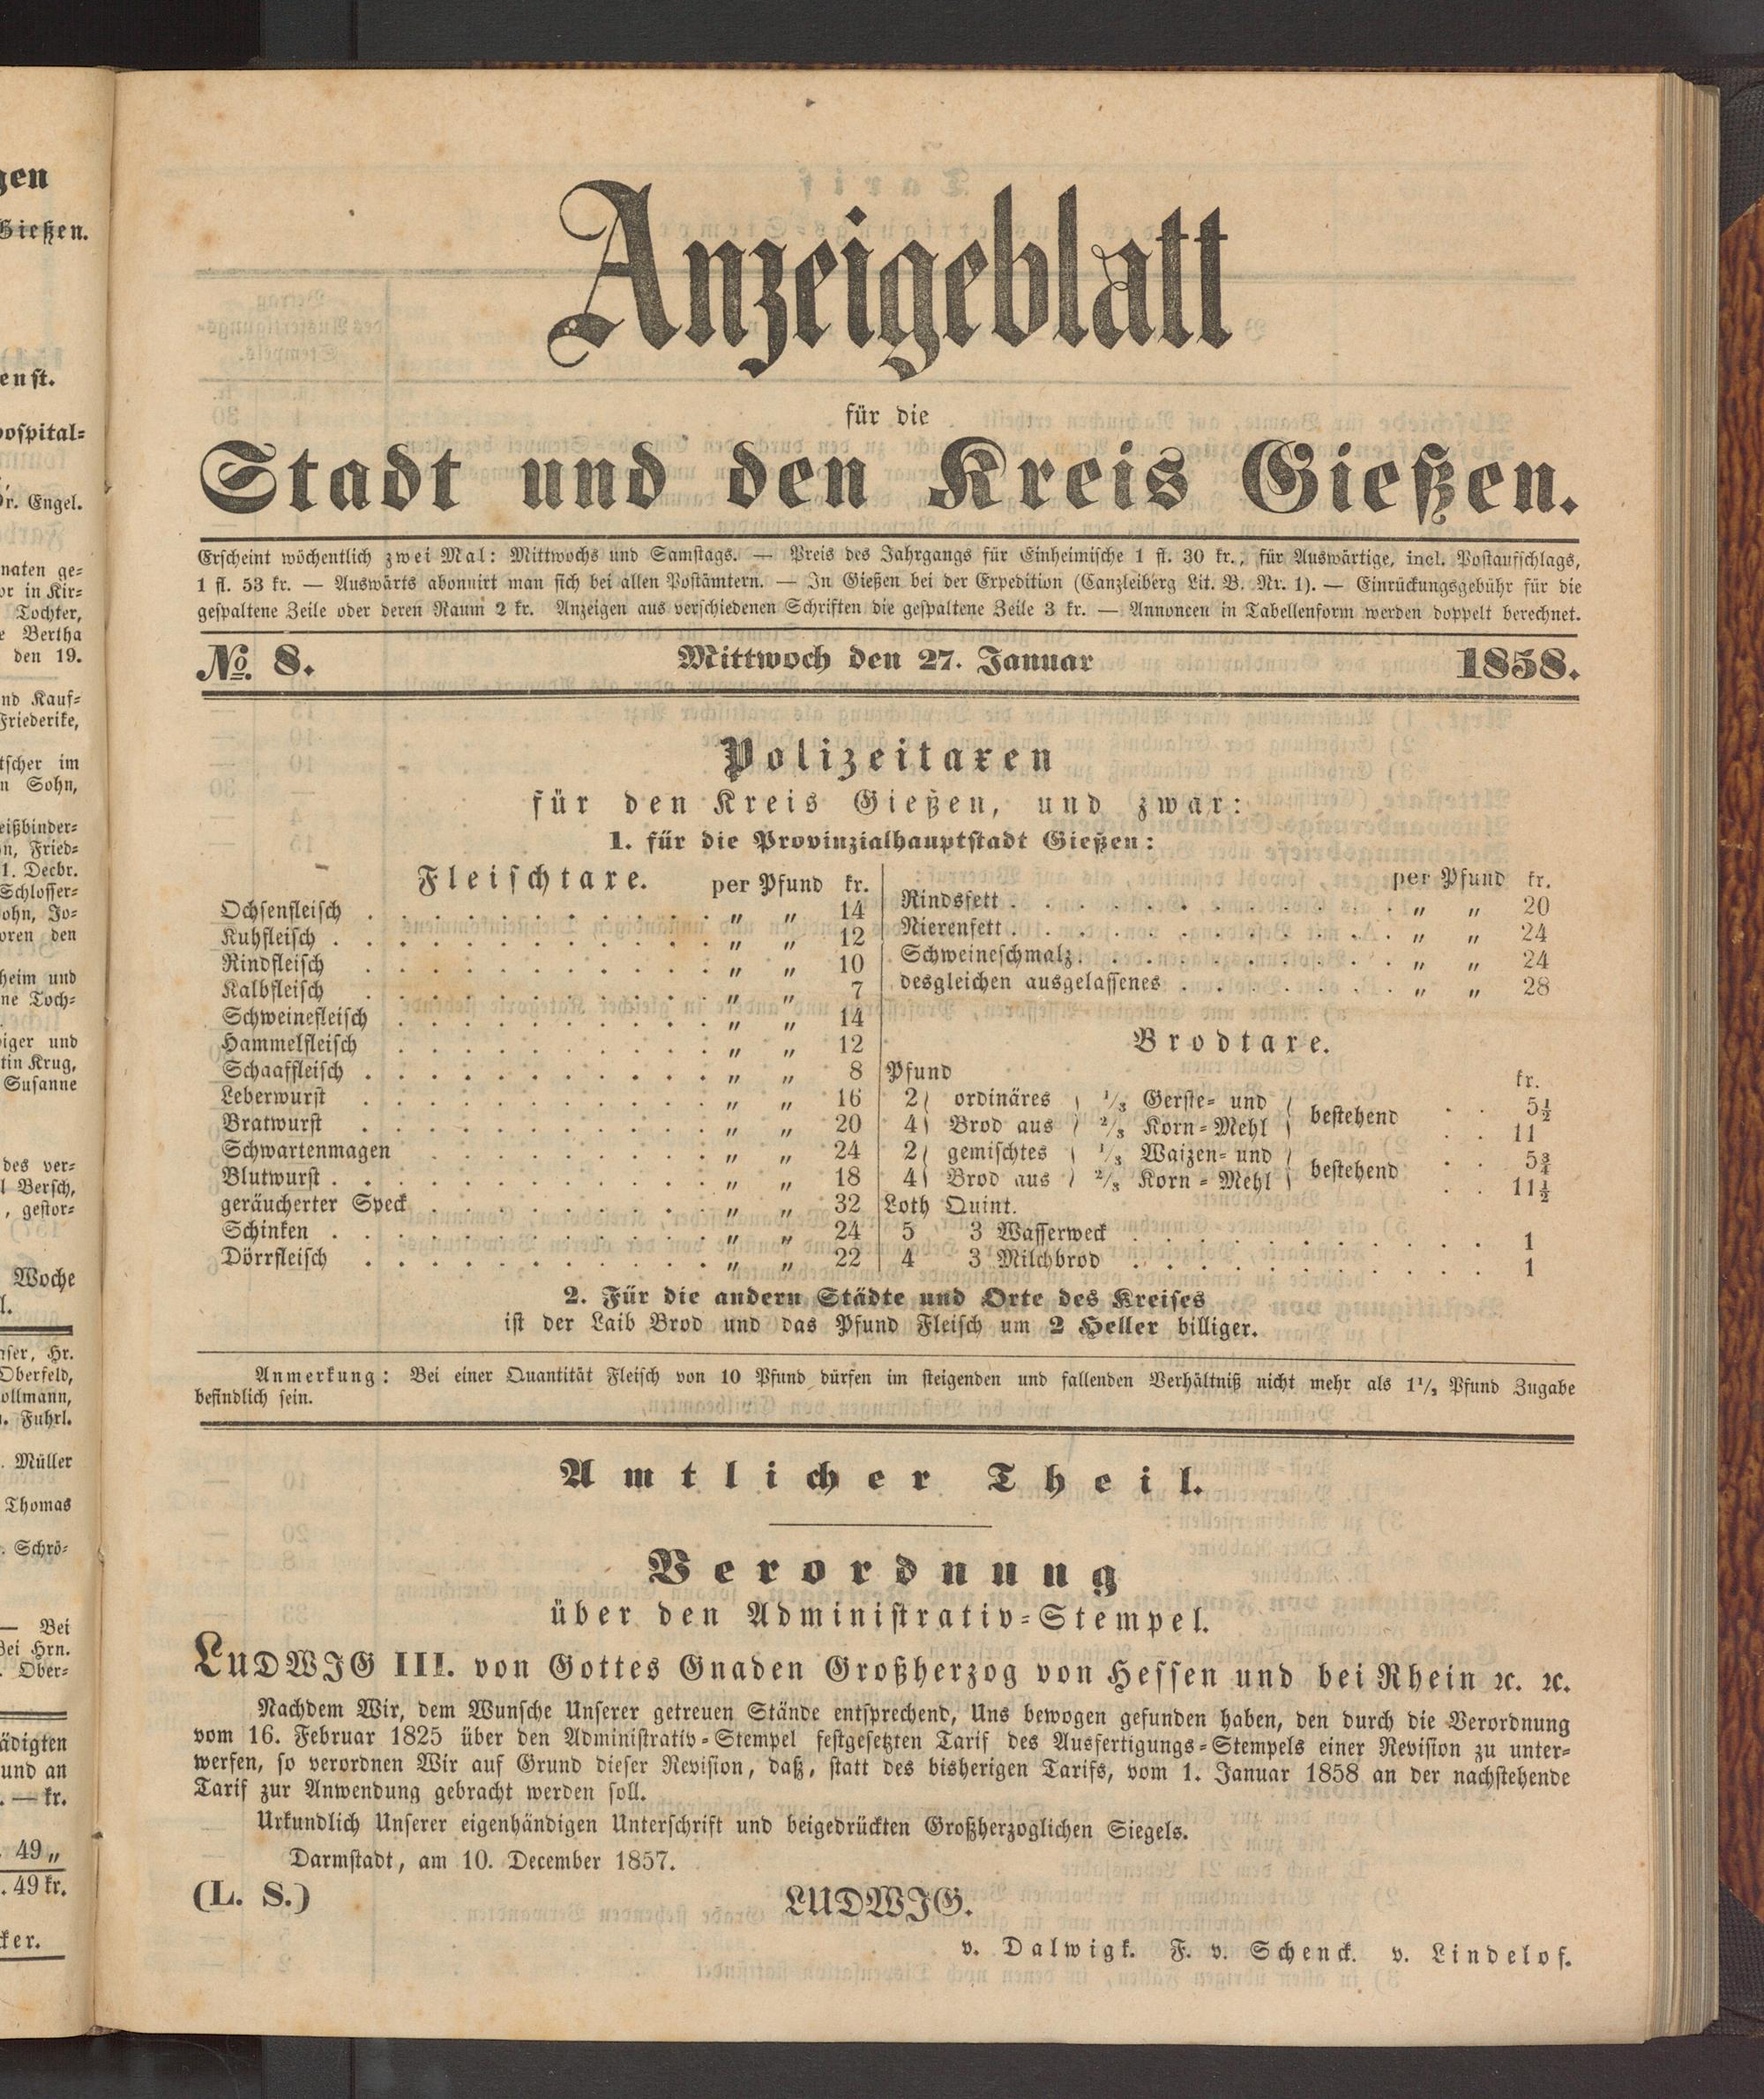 Anzeigeblatt
für die
Stadt und den Kreis Gießen.
Erscheint wöchentlich zwei Mal: Mittwochs und Samstags. — Preis des Jahrgangs für Einheimische 1 fl. 30 kr., für Auswärtige, incl. Postaufschlags,
1 fl. 53 kr. — Auswärts abonnirt man sich bei allen Postämtern. — In Gießen bei der Expedition (Canzleiberg Lit. B. Nr. 1). — Einrückungsgebühr für die
gespaltene Zeile oder deren Raum 2 kr. Anzeigen aus verschiedenen Schriften die gespaltene Zeile 3 kr. — Annoncen in Tabellenform werden doppelt berechnet.
No. 8. Mittwoch den 27. Januar 1858.
Polizeitaxen
für den Kreis Gießen, und zwar:
1. für die Provinzialhauptstadt Gießen:
Fleischtaxe. per Pfund kr.
Ochsenfleisch . . . . . . . . . . . . „ „ 14
Kuhfleisch . . . . . . . . . . . . „ „ 12
Rindfleisch . . . . . . . . . . . . „ „ 10
Kalbfleisch . . . . . . . . . . . . „ „ 7
Schweinefleisch . . . . . . . . . . . „ „ 14
Hammelfleisch . . . . . . . . . . . „ „ 12
Schaaffleisch . . . . . . . . . . . . „ „ 8
Leberwurst . . . . . . . . . . . . „ „ 16
Bratwurst . . . . . . . . . . . . „ „ 20
Schwartenmagen . . . . . . . . . . „ „ 24
Blutwurst . . . . . . . . . . . . „ „ 18
geräucherter Speck . . . . . . . . . . „ „ 32
Schinken . . . . . . . . . . . . „ „ 24
Dörrfleisch . . . . . . . . . . . . „ „ 22
per Pfund kr.
Rindsfett . . . . . . . . . . . . „ „ 20
Nierenfett . . . . . . . . . . . . „ „ 24
Schweineschmalz . . . . . . . . . . „ „ 24
desgleichen ausgelassenes . . . . . . . . „ „ 28
Brodtaxe.
Pfund kr.
2 } ordinäres { 1/3 Gerste- und } bestehend . . 5½
4 } Brod aus { 2/3 Korn-Mehl } . . 11
2 } gemischtes { 1/3 Waizen- und } bestehend . . 5¾
4 } Brod aus { 2/3 Korn-Mehl } . . 11½
Loth Quint.
5 3 Wasserweck . . . . . . . . . . 1
4 3 Milchbrod . . . . . . . . . . 1
2. Für die andern Städte und Orte des Kreises
ist der Laib Brod und das Pfund Fleisch um 2 Heller billiger.
Anmerkung: Bei einer Quantität Fleisch von 10 Pfund dürfen im steigenden und fallenden Verhältniß nicht mehr als 1½ Pfund Zugabe
befindlich sein.
Amtlicher Theil.
Verordnung
über den Administrativ-Stempel.
LUDWIG III. von Gottes Gnaden Großherzog von Hessen und bei Rhein ꝛc. ꝛc.
Nachdem Wir, dem Wunsche Unserer getreuen Stände entsprechend, Uns bewogen gefunden haben, den durch die Verordnung
vom 16. Februar 1825 über den Administrativ-Stempel festgesetzten Tarif des Ausfertigungs-Stempels einer Revision zu unter-
werfen, so verordnen Wir auf Grund dieser Revision, daß, statt des bisherigen Tarifs, vom 1. Januar 1858 an der nachstehende
Tarif zur Anwendung gebracht werden soll.
Urkundlich Unserer eigenhändigen Unterschrift und beigedrückten Großherzoglichen Siegels.
Darmstadt, am 10. December 1857.
(L. S.) LUDWIG.
v. Dalwigk. F. v. Schenck. v. Lindelof.